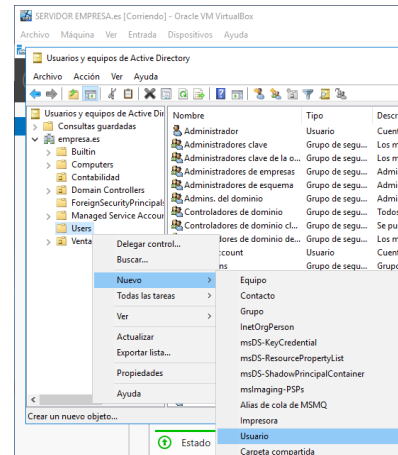 SERVIDOR EMPRESA.es [Corriendo] - Oracle VM VirtualBox
Archivo Máquina Ver Entrada Dispositivos Ayuda
Usuarios y equipos de Active Directory
Archivo Acción Ver Ayuda
Usuarios y equipos de Active Dir
Consultas guardadas
empresa.es
Builtin
Computers
Contabilidad
Domain Controllers
ForeignSecurityPrincipals
Managed Service Accour
Users
Venta
Nombre Tipo Descr
Administrador Usuario Cuent
Administradores clave Grupo de segu... Los m
Administradores clave de la o... Grupo de segu... Los m
Administradores de empresas Grupo de segu... Admi
Administradores de esquema Grupo de segu... Admi
Admins. del dominio Grupo de segu... Admi
Controladores de dominio Grupo de segu... Todos
Controladores de dominio cl... Grupo de segu... Se pu
dores de dominio de... Grupo de segu... Los m
ccount Usuario Cuent
ns Grupo de segu... Grupo
Delegar control...
Buscar...
Nuevo
Todas las tareas
Ver
Actualizar
Exportar lista...
Propiedades
Ayuda
Equipo
Contacto
Grupo
InetOrgPerson
msDS-KeyCredential
msDS-ResourcePropertyList
msDS-ShadowPrincipalContainer
msImaging-PSPs
Alias de cola de MSMQ
Impresora
Usuario
Carpeta compartida
Crear un nuevo objeto...
Estado